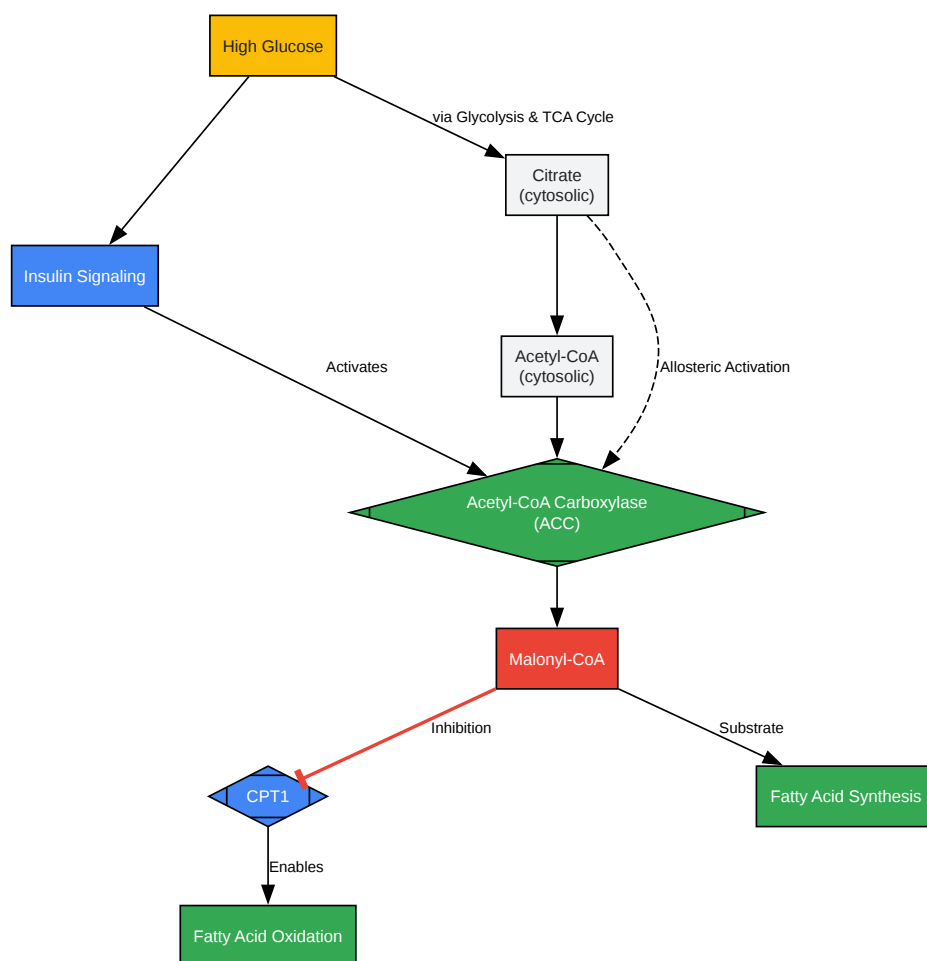 High Glucose
via Glycolysis & TCA Cycle
Citrate
(cytosolic)
Insulin Signaling
Acetyl-CoA
(cytosolic)
Activates
Allosteric Activation
Acetyl-CoA Carboxylase
(ACC)
Malonyl-CoA
Inhibition
Substrate
CPT1
Fatty Acid Synthesis
Enables
Fatty Acid Oxidation